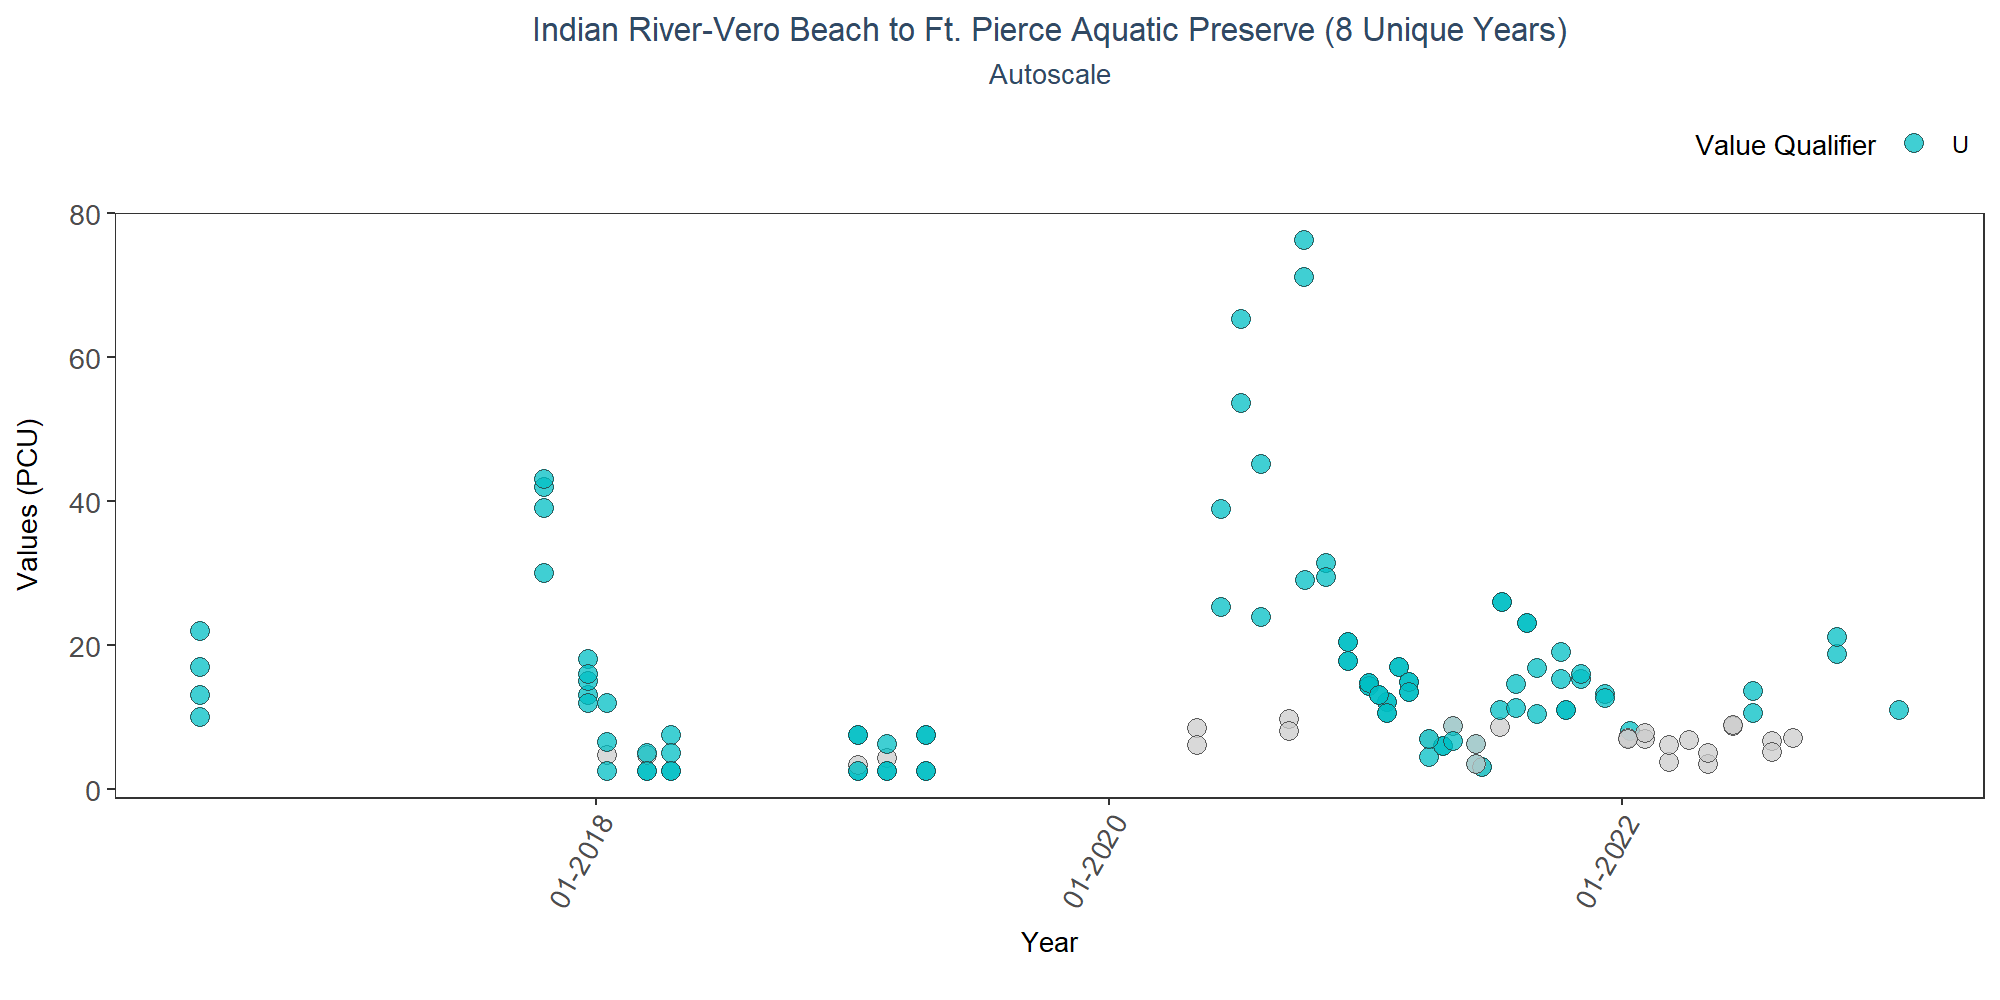 Indian River-Vero Beach to Ft. Pierce Aquatic Preserve (8 Unique Years)
Autoscale
Value Qualifier U
80
60
40
20
0
Values (PCU)
01-2018
01-2020
01-2022
Year